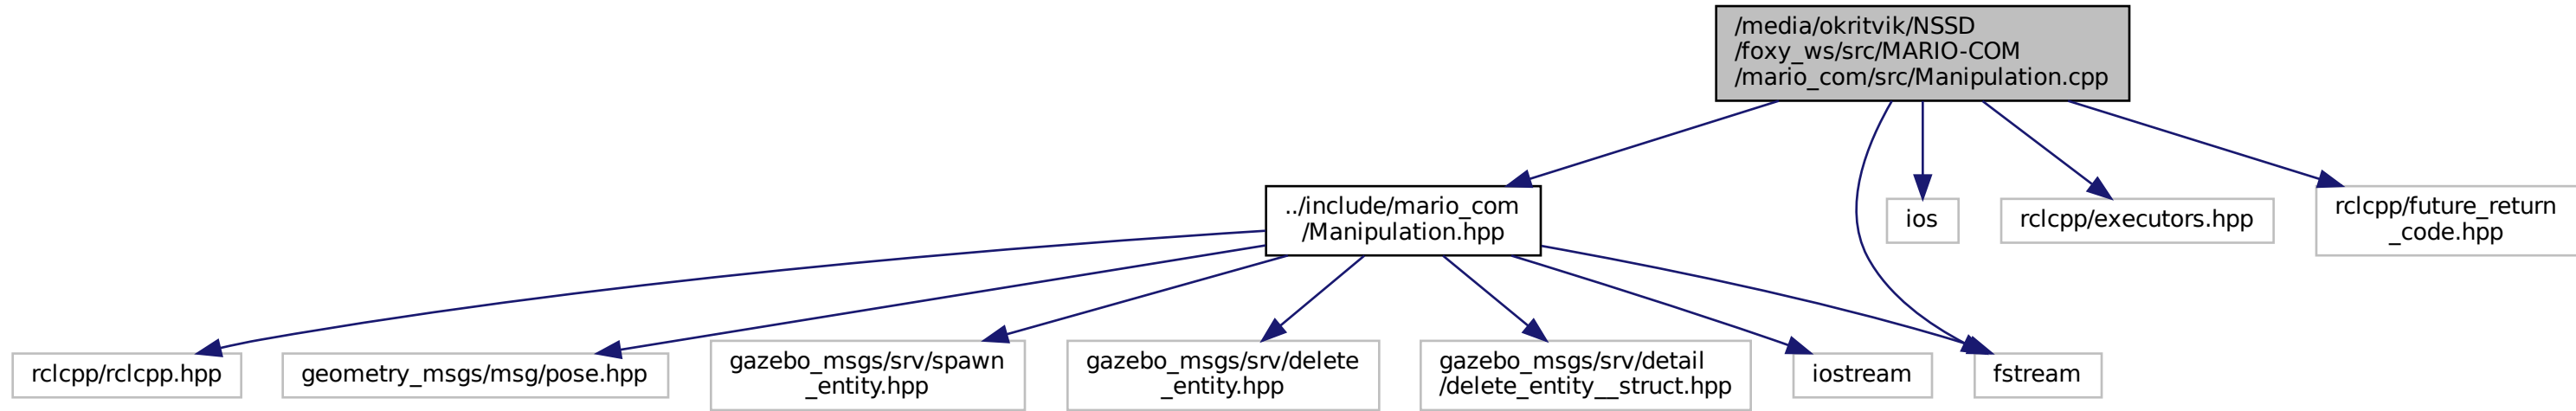 /media/okritvik/NSSD
/foxy_ws/src/MARIO-COM
/mario_com/src/Manipulation.cpp
../include/mario_com
/Manipulation.hpp
ios
rclcpp/executors.hpp
rclcpp/future_return
_code.hpp
rclcpp/rclcpp.hpp
geometry_msgs/msg/pose.hpp
gazebo_msgs/srv/spawn
_entity.hpp
gazebo_msgs/srv/delete
_entity.hpp
gazebo_msgs/srv/detail
/delete_entity__struct.hpp
iostream
fstream